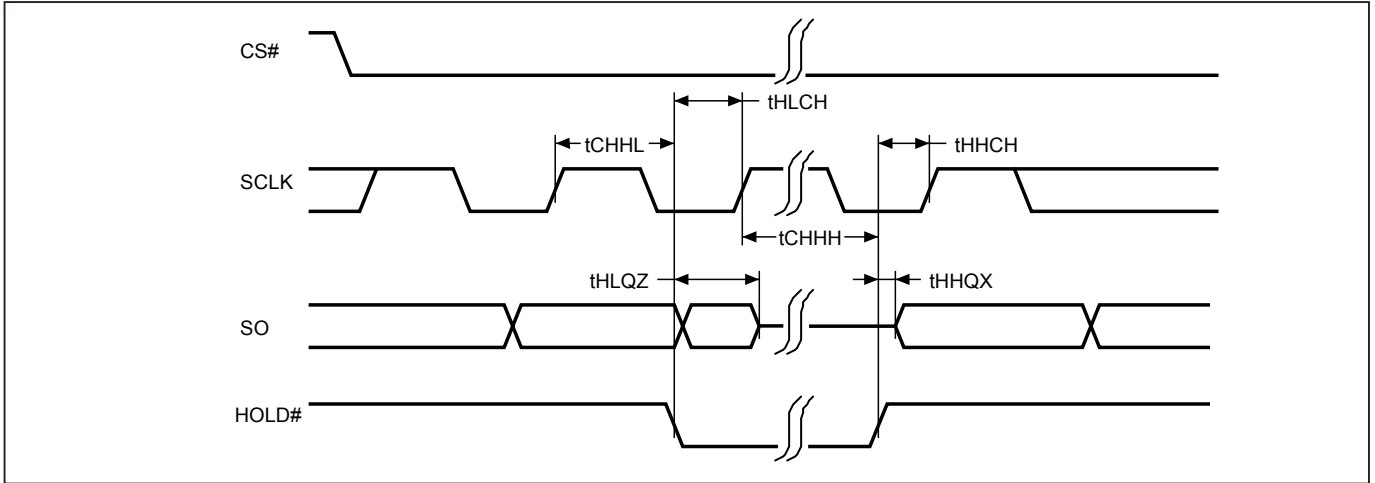 CS#
tHLCH
tCHHL
tHHCH
SCLK
tCHHH
tHLQZ
tHHQX
SO
HOLD#